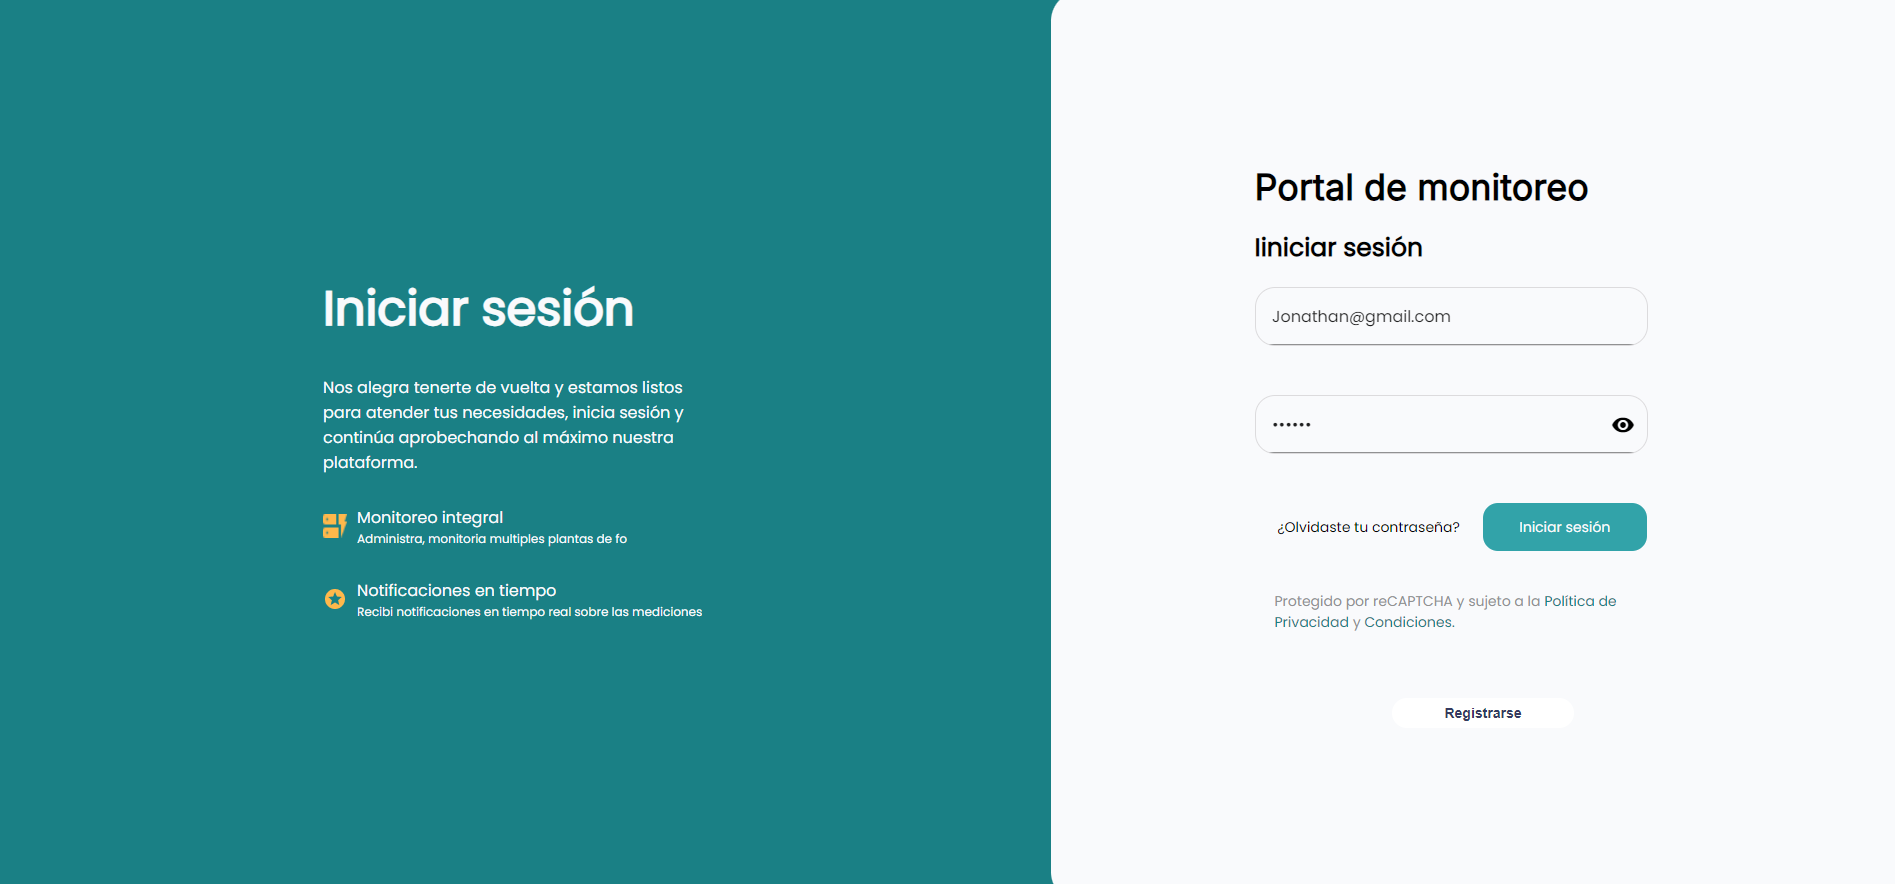 Iniciar sesión
Nos alegra tenerte de vuelta y estamos listos
para atender tus necesidades, inicia sesión y
continúa aprobechando al máximo nuestra
plataforma.
Monitoreo integral
Administra, monitoria multiples plantas de fo
Notificaciones en tiempo
Recibi notificaciones en tiempo real sobre las mediciones
Portal de monitoreo
Iiniciar sesión
Jonathan@gmail.com
••••••
¿Olvidaste tu contraseña?
Iniciar sesión
Protegido por reCAPTCHA y sujeto a la Política de
Privacidad y Condiciones.
Registrarse